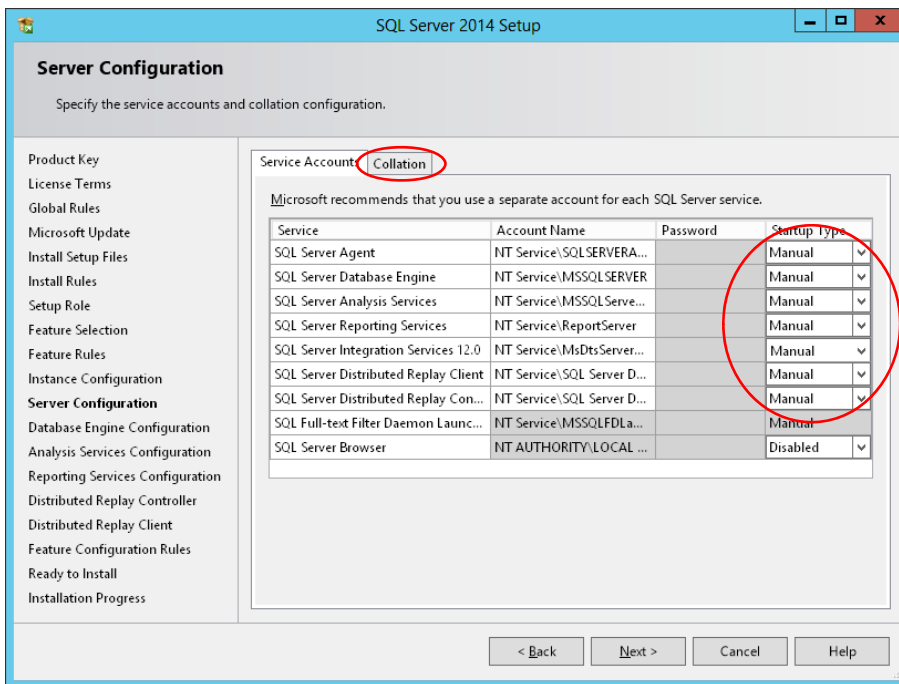 SQL Server 2014 Setup
Server Configuration
Specify the service accounts and collation configuration.
Product Key
License Terms
Global Rules
Microsoft Update
Install Setup Files
Install Rules
Setup Role
Feature Selection
Feature Rules
Instance Configuration
Server Configuration
Database Engine Configuration
Analysis Services Configuration
Reporting Services Configuration
Distributed Replay Controller
Distributed Replay Client
Feature Configuration Rules
Ready to Install
Installation Progress
Service Accounts Collation
Microsoft recommends that you use a separate account for each SQL Server service.
Service Account Name Password Startup Type
SQL Server Agent NT Service\SQLSERVERA... Manual
SQL Server Database Engine NT Service\MSSQLSERVER Manual
SQL Server Analysis Services NT Service\MSSQLServe... Manual
SQL Server Reporting Services NT Service\ReportServer Manual
SQL Server Integration Services 12.0 NT Service\MsDtsServer... Manual
SQL Server Distributed Replay Client NT Service\SQL Server D... Manual
SQL Server Distributed Replay Con... NT Service\SQL Server D... Manual
SQL Full-text Filter Daemon Launc... NT Service\MSSQLFDLa... Manual
SQL Server Browser NT AUTHORITY\LOCAL ... Disabled
< Back Next > Cancel Help